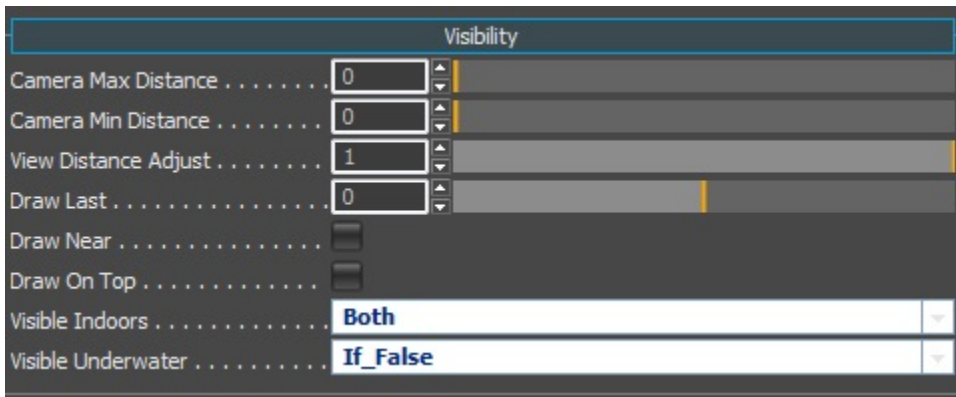 Visibility
Camera Max Distance . . . . . . . . 0
Camera Min Distance . . . . . . . . 0
View Distance Adjust . . . . . . . . 1
Draw Last . . . . . . . . . . . . . . . . 0
Draw Near . . . . . . . . . . . . . . .
Draw On Top . . . . . . . . . . . . .
Visible Indoors . . . . . . . . . . . . . Both
Visible Underwater . . . . . . . . . . If_False